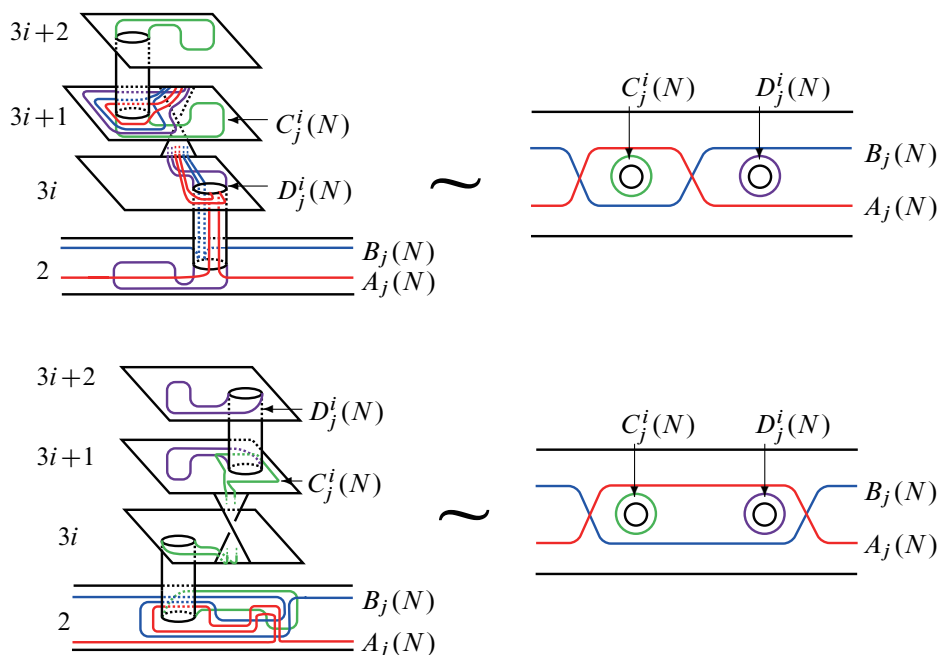 3i+2
3i+1
C_j^i(N)
3i
D_j^i(N)
B_j(N)
2
A_j(N)
∼
C_j^i(N) D_j^i(N)
B_j(N)
A_j(N)
3i+2
D_j^i(N)
3i+1
C_j^i(N)
3i
B_j(N)
2
A_j(N)
∼
C_j^i(N) D_j^i(N)
B_j(N)
A_j(N)